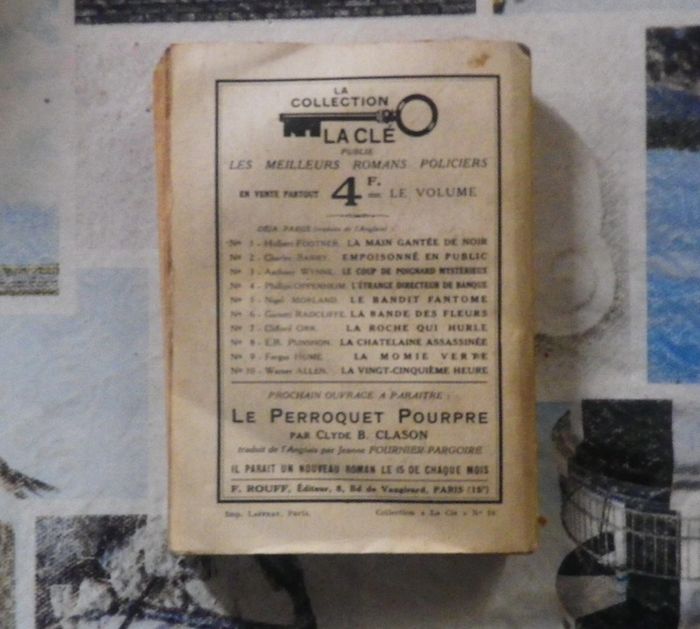 LA
COLLECTION
LA CLÉ
PUBLIE
LES MEILLEURS ROMANS POLICIERS
EN VENTE PARTOUT 4 F. LE VOLUME
DÉJA PARUS (traduits de l'Anglais) :
Nº 1 - Hulbert FOOTNER. LA MAIN GANTÉE DE NOIR
Nº 2 - Charles BARRY. EMPOISONNÉ EN PUBLIC
Nº 3 - Anthony WYNNE. LE COUP DE POIGNARD MYSTÉRIEUX
Nº 4 - Philipps OPPENHEIM. L'ÉTRANGE DIRECTEUR DE BANQUE
Nº 5 - Nigel MORLAND. LE BANDIT FANTOME
Nº 6 - Garnett RADCLIFFE. LA BANDE DES FLEURS
Nº 7 - Clifford ORR. LA ROCHE QUI HURLE
Nº 8 - E.R. PUNSHON. LA CHATELAINE ASSASSINÉE
Nº 9 - Fergus HUME. LA MOMIE VERTE
Nº 10 - Warner ALLEN. LA VINGT-CINQUIÈME HEURE
PROCHAIN OUVRAGE A PARAITRE :
LE PERROQUET POURPRE
PAR CLYDE B. CLASON
traduit de l'Anglais par Jeanne FOURNIER-PARGOIRE
IL PARAIT UN NOUVEAU ROMAN LE 15 DE CHAQUE MOIS
F. ROUFF, Éditeur, 8, Bd de Vaugirard, PARIS (15ᵉ)
Imp. Paris. Collection « La Clé » Nº